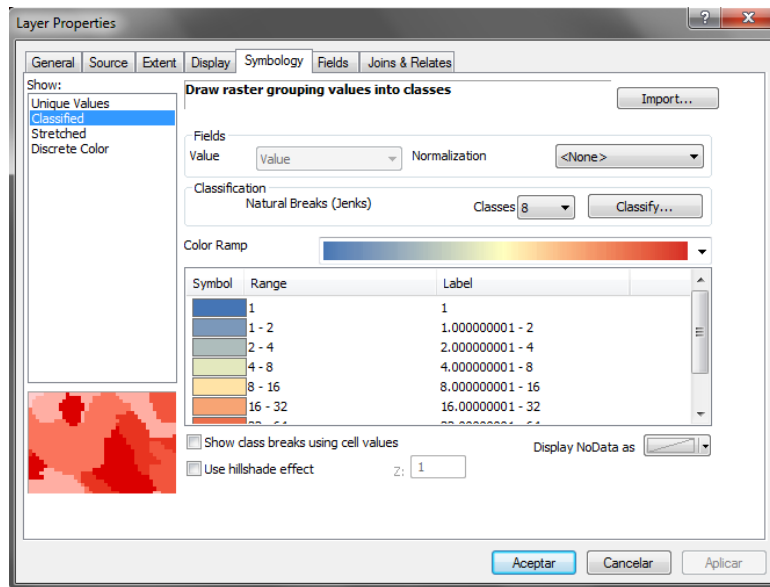 Layer Properties
General Source Extent Display Symbology Fields Joins & Relates
Show:
Unique Values
Classified
Stretched
Discrete Color
Draw raster grouping values into classes
Import...
Fields
Value Value Normalization <None>
Classification
Natural Breaks (Jenks) Classes 8 Classify...
Color Ramp
Symbol Range Label
1 1
1 - 2 1.000000001 - 2
2 - 4 2.000000001 - 4
4 - 8 4.000000001 - 8
8 - 16 8.000000001 - 16
16 - 32 16.00000001 - 32
Show class breaks using cell values
Display NoData as
Use hillshade effect Z: 1
Aceptar Cancelar Aplicar